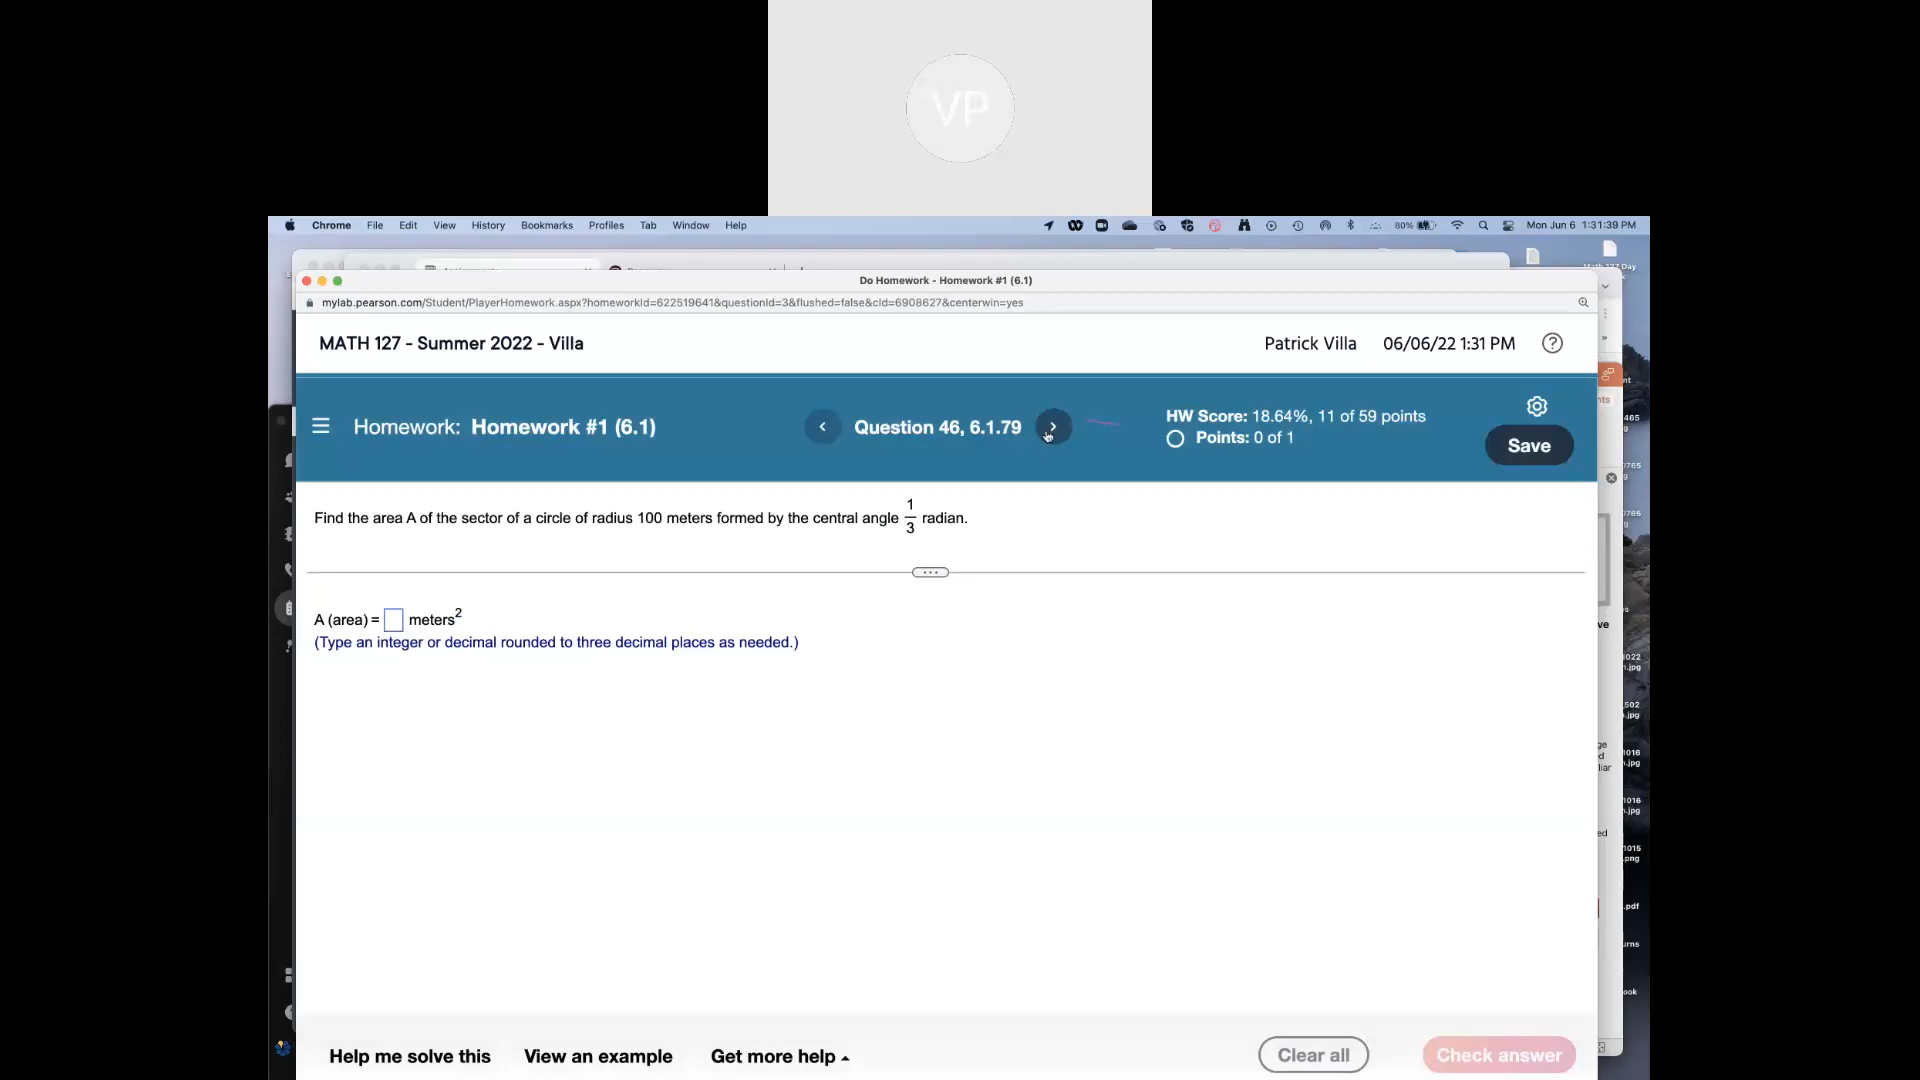 VP
Chrome File Edit View History Bookmarks Profiles Tab Window Help 80% Mon Jun 6 1:31:39 PM
Do Homework - Homework #1 (6.1)
mylab.pearson.com/Student/PlayerHomework.aspx?homeworkId=622519641&questionId=3&flushed=false&cId=6908627&centerwin=yes
MATH 127 - Summer 2022 - Villa Patrick Villa 06/06/22 1:31 PM ?
Homework: Homework #1 (6.1) Question 46, 6.1.79 HW Score: 18.64%, 11 of 59 points
Points: 0 of 1
Save
Find the area A of the sector of a circle of radius 100 meters formed by the central angle 1/3 radian.
A (area) = meters²
(Type an integer or decimal rounded to three decimal places as needed.)
Help me solve this View an example Get more help Clear all Check answer